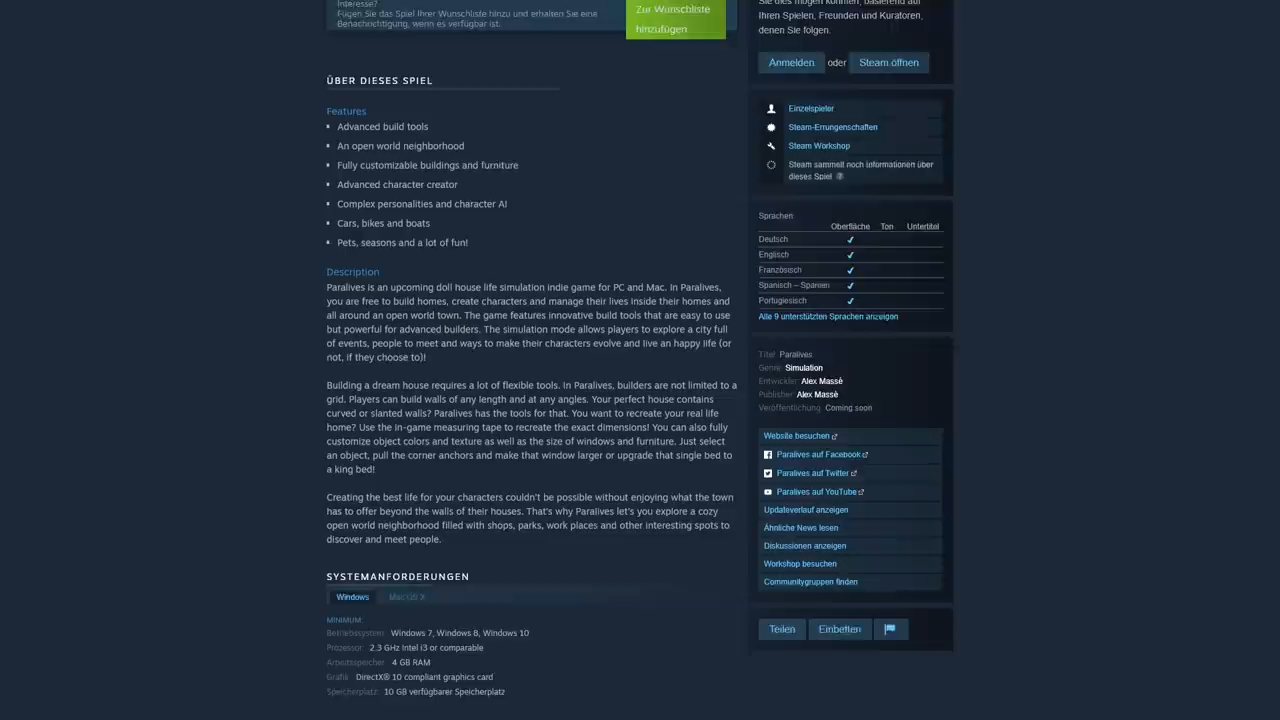 Interesse?
Fügen Sie das Spiel Ihrer Wunschliste hinzu und erhalten Sie eine
Benachrichtigung, wenn es verfügbar ist.
Zur Wunschliste
hinzufügen
ÜBER DIESES SPIEL
Features
Advanced build tools
An open world neighborhood
Fully customizable buildings and furniture
Advanced character creator
Complex personalities and character AI
Cars, bikes and boats
Pets, seasons and a lot of fun!
Description
Paralives is an upcoming doll house life simulation indie game for PC and Mac. In Paralives,
you are free to build homes, create characters and manage their lives inside their homes and
all around an open world town. The game features innovative build tools that are easy to use
but powerful for advanced builders. The simulation mode allows players to explore a city full
of events, people to meet and ways to make their characters evolve and live an happy life (or
not, if they choose to)!
Building a dream house requires a lot of flexible tools. In Paralives, builders are not limited to a
grid. Players can build walls of any length and at any angles. Your perfect house contains
curved or slanted walls? Paralives has the tools for that. You want to recreate your real life
home? Use the in-game measuring tape to recreate the exact dimensions! You can also fully
customize object colors and texture as well as the size of windows and furniture. Just select
an object, pull the corner anchors and make that window larger or upgrade that single bed to
a king bed!
Creating the best life for your characters couldn't be possible without enjoying what the town
has to offer beyond the walls of their houses. That's why Paralives let's you explore a cozy
open world neighborhood filled with shops, parks, work places and other interesting spots to
discover and meet people.
SYSTEMANFORDERUNGEN
Windows
Mac OS X
MINIMUM:
Betriebssystem: Windows 7, Windows 8, Windows 10
Prozessor: 2.3 GHz Intel i3 or comparable
Arbeitsspeicher: 4 GB RAM
Grafik: DirectX® 10 compliant graphics card
Speicherplatz: 10 GB verfügbarer Speicherplatz
Sie dies mögen könnten, basierend auf
Ihren Spielen, Freunden und Kuratoren,
denen Sie folgen.
Anmelden oder Steam öffnen
Einzelspieler
Steam-Errungenschaften
Steam Workshop
Steam sammelt noch Informationen über
dieses Spiel ?
Sprachen
Oberfläche Ton Untertitel
Deutsch ✔
Englisch ✔
Französisch ✔
Spanisch – Spanien ✔
Portugiesisch ✔
Alle 9 unterstützten Sprachen anzeigen
Titel: Paralives
Genre: Simulation
Entwickler: Alex Massé
Publisher: Alex Massé
Veröffentlichung: Coming soon
Website besuchen
Paralives auf Facebook
Paralives auf Twitter
Paralives auf YouTube
Updateverlauf anzeigen
Ähnliche News lesen
Diskussionen anzeigen
Workshop besuchen
Communitygruppen finden
Teilen
Einbetten